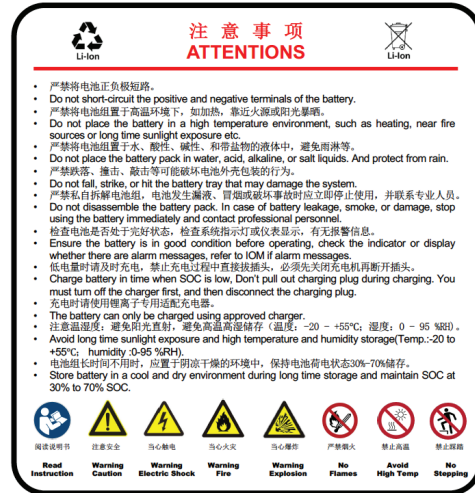 注 意 事 项
ATTENTIONS
Li-Ion
Li-Ion
• 严禁将电池正负极短路。
• Do not short-circuit the positive and negative terminals of the battery.
• 严禁将电池组置于高温环境下，如加热，靠近火源或阳光暴晒。
• Do not place the battery in a high temperature environment, such as heating, near fire
sources or long time sunlight exposure etc.
• 严禁将电池组置于水、酸性、碱性、和带盐物的液体中，避免雨淋等。
• Do not place the battery pack in water, acid, alkaline, or salt liquids. And protect from rain.
• 严禁跌落、撞击、敲击等可能破坏电池外壳包装的行为。
• Do not fall, strike, or hit the battery tray that may damage the system.
• 严禁私自拆解电池组，电池发生漏液、冒烟或破坏事故时应立即停止使用，并联系专业人员。
• Do not disassemble the battery pack. In case of battery leakage, smoke, or damage, stop
using the battery immediately and contact professional personnel.
• 检查电池是否处于完好状态，检查系统指示灯或仪表显示，有无报警信息。
• Ensure the battery is in good condition before operating, check the indicator or display
whether there are alarm messages, refer to IOM if alarm messages.
• 低电量时请及时充电，禁止充电过程中直接拔插头，必须先关闭充电机再断开插头。
• Charge battery in time when SOC is low, Don't pull out charging plug during charging. You
must turn off the charger first, and then disconnect the charging plug.
• 充电时请使用锂离子专用适配充电器。
• The battery can only be charged using approved charger.
• 注意温湿度：避免阳光直射，避免高温高湿储存（温度：-20 - +55℃；湿度：0 - 95 %RH）。
• Avoid long time sunlight exposure and high temperature and humidity storage(Temp.:-20 to
+55℃; humidity :0-95 %RH).
• 电池组长时间不用时，应置于阴凉干燥的环境中，保持电池荷电状态30%-70%储存。
• Store battery in a cool and dry environment during long time storage and maintain SOC at
30% to 70% SOC.
阅读说明书 注意安全 当心触电 当心火灾 当心爆炸 严禁烟火 禁止高温 禁止踩踏
Read Instruction
Warning Caution
Warning Electric Shock
Warning Fire
Warning Explosion
No Flames
Avoid High Temp
No Stepping